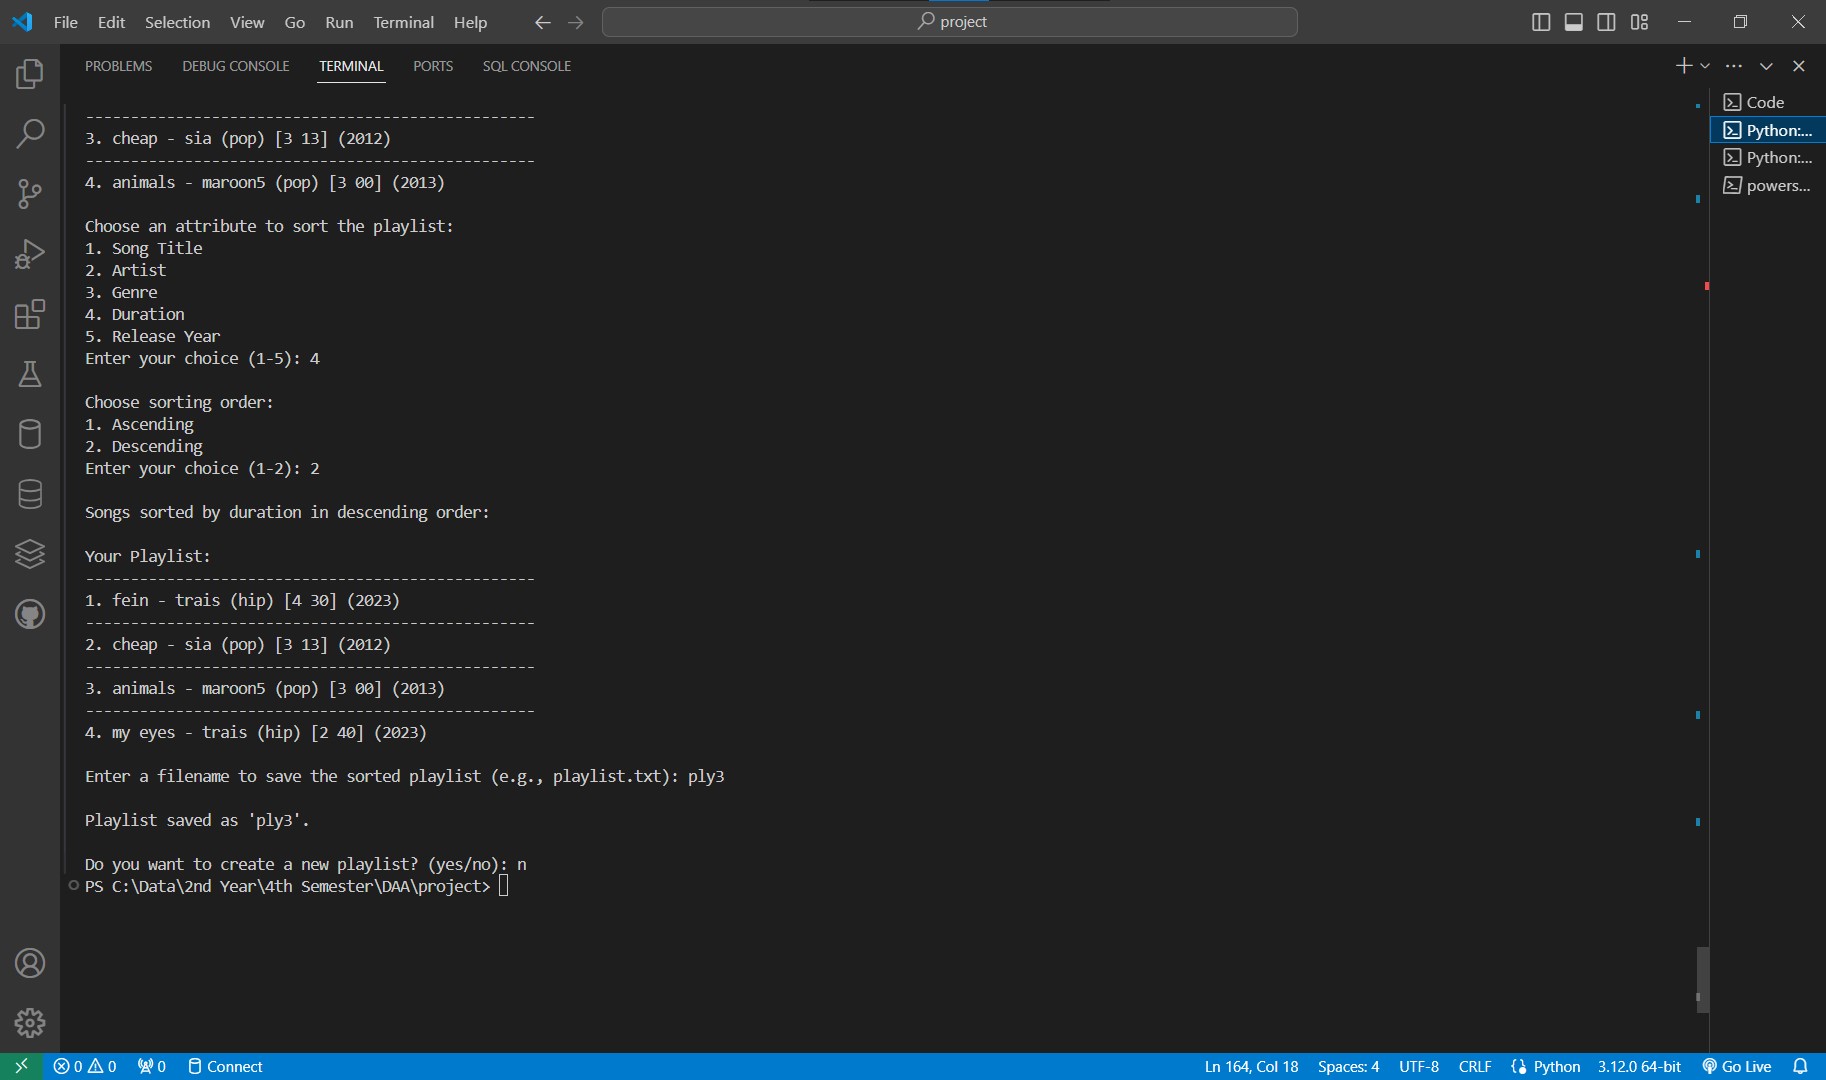 File Edit Selection View Go Run Terminal Help
project
PROBLEMS DEBUG CONSOLE TERMINAL PORTS SQL CONSOLE
-------------------------------------------------
3. cheap - sia (pop) [3 13] (2012)
-------------------------------------------------
4. animals - maroon5 (pop) [3 00] (2013)
Choose an attribute to sort the playlist:
1. Song Title
2. Artist
3. Genre
4. Duration
5. Release Year
Enter your choice (1-5): 4
Choose sorting order:
1. Ascending
2. Descending
Enter your choice (1-2): 2
Songs sorted by duration in descending order:
Your Playlist:
--------------------------------------------------
1. fein - trais (hip) [4 30] (2023)
--------------------------------------------------
2. cheap - sia (pop) [3 13] (2012)
--------------------------------------------------
3. animals - maroon5 (pop) [3 00] (2013)
--------------------------------------------------
4. my eyes - trais (hip) [2 40] (2023)
Enter a filename to save the sorted playlist (e.g., playlist.txt): ply3
Playlist saved as 'ply3'.
Do you want to create a new playlist? (yes/no): n
PS C:\Data\2nd Year\4th Semester\DAA\project>
Code
Python:...
Python:...
powers...
0 0 0 Connect
Ln 164, Col 18 Spaces: 4 UTF-8 CRLF Python 3.12.0 64-bit Go Live